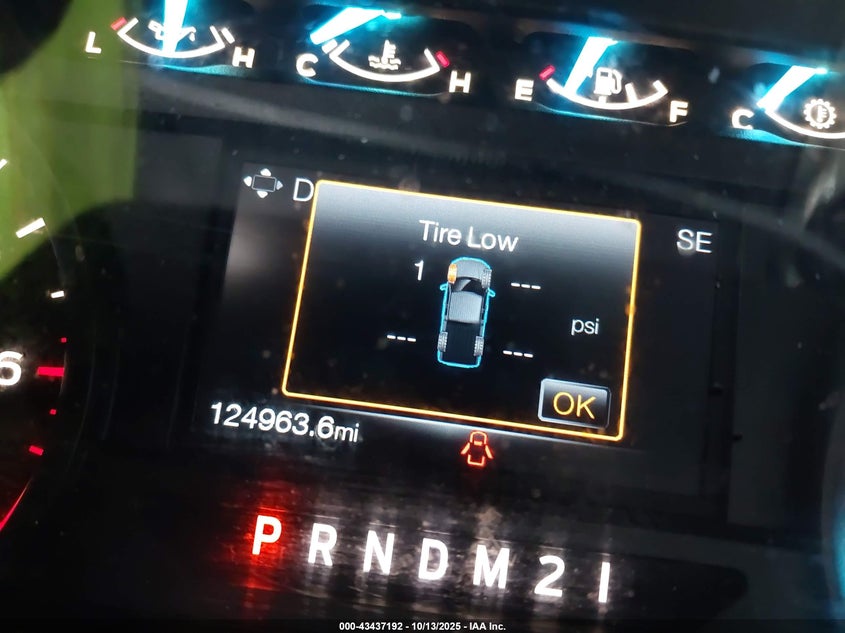 L H C H E F C
D
SE
Tire Low
1 ---
psi
--- ---
OK
124963.6mi
6
P R N D M 2 1
000-43437192 - 10/13/2025 - IAA Inc.